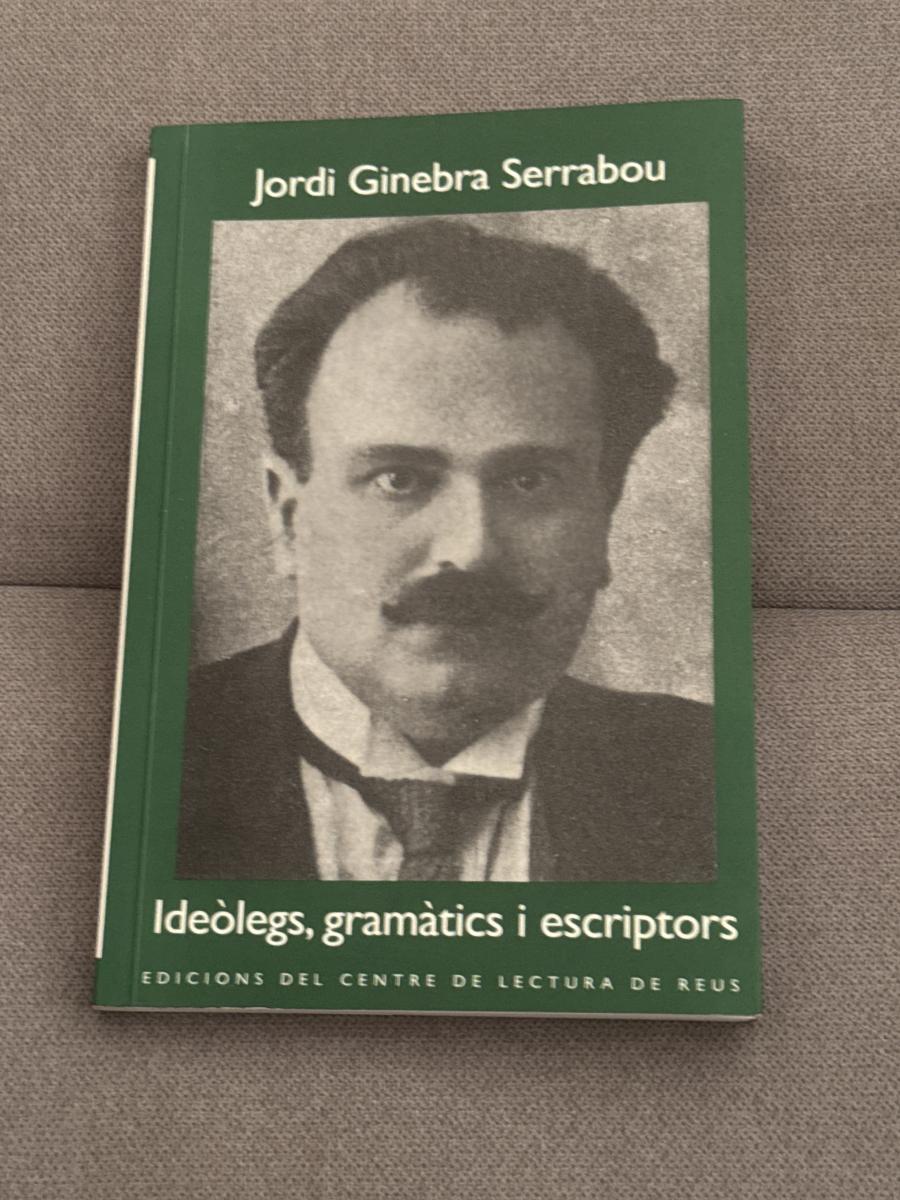 Jordi Ginebra Serrabou
Ideòlegs, gramàtics i escriptors
EDICIONS DEL CENTRE DE LECTURA DE REUS